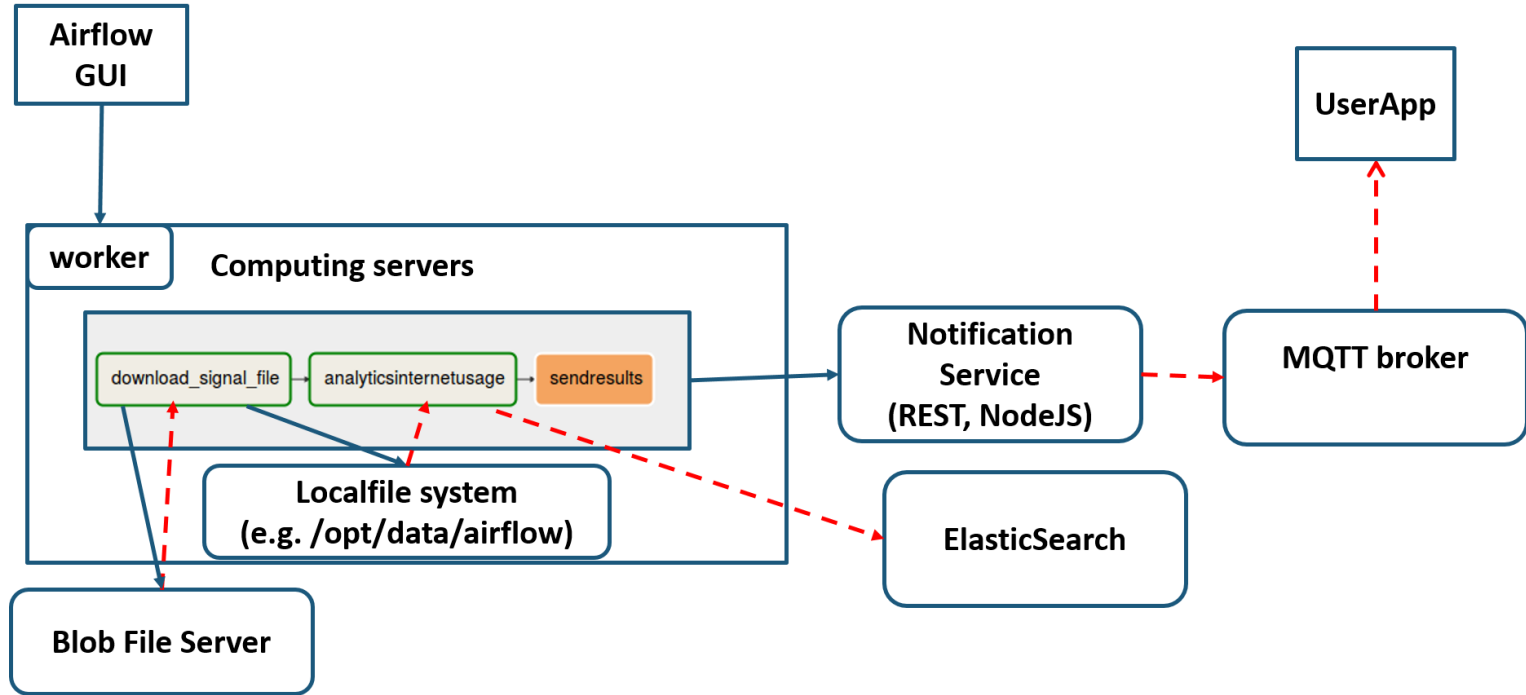 Airflow
GUI
UserApp
worker
Computing servers
download_signal_file
analyticsinternetusage
sendresults
Notification
Service
(REST, NodeJS)
MQTT broker
Localfile system
(e.g. /opt/data/airflow)
ElasticSearch
Blob File Server